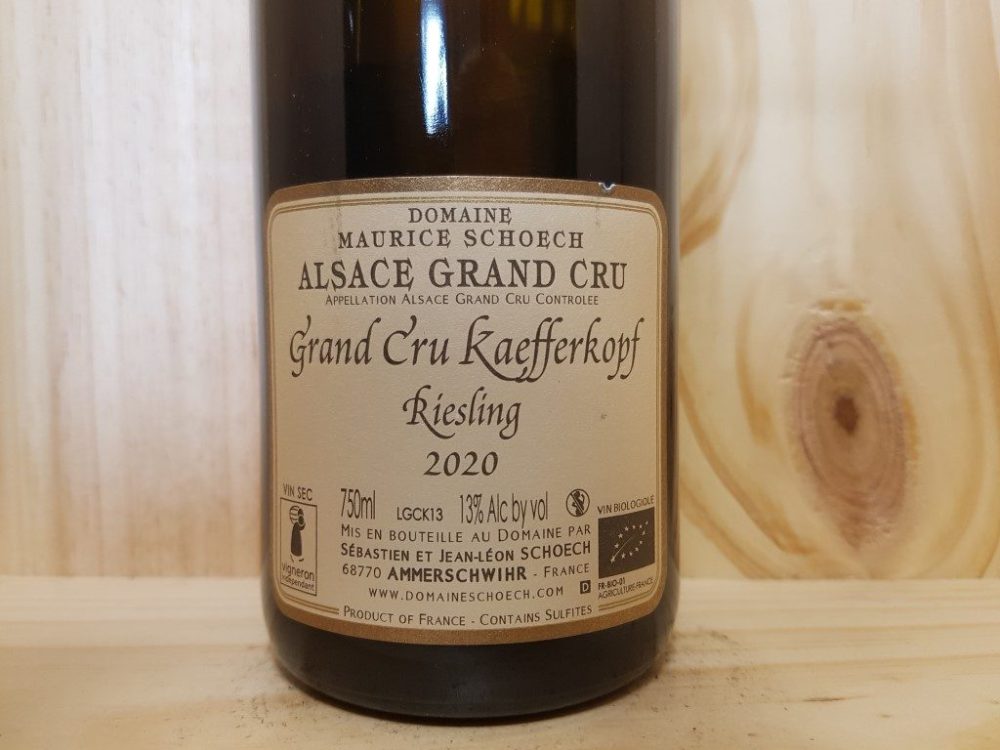 DOMAINE
MAURICE SCHOECH
ALSACE GRAND CRU
APPELLATION ALSACE GRAND CRU CONTROLEE
Grand Cru Kaefferkopf
Riesling
2020
VIN SEC
750ml LGCK13 13% Alc by vol
VIN BIOLOGIQUE
MIS EN BOUTEILLE AU DOMAINE PAR
SÉBASTIEN ET JEAN-LÉON SCHOECH
68770 AMMERSCHWIHR - FRANCE
WWW.DOMAINESCHOECH.COM
D
vigneron
indépendant
FR-BIO-01
AGRICULTURE-FRANCE
PRODUCT OF FRANCE - CONTAINS SULFITES